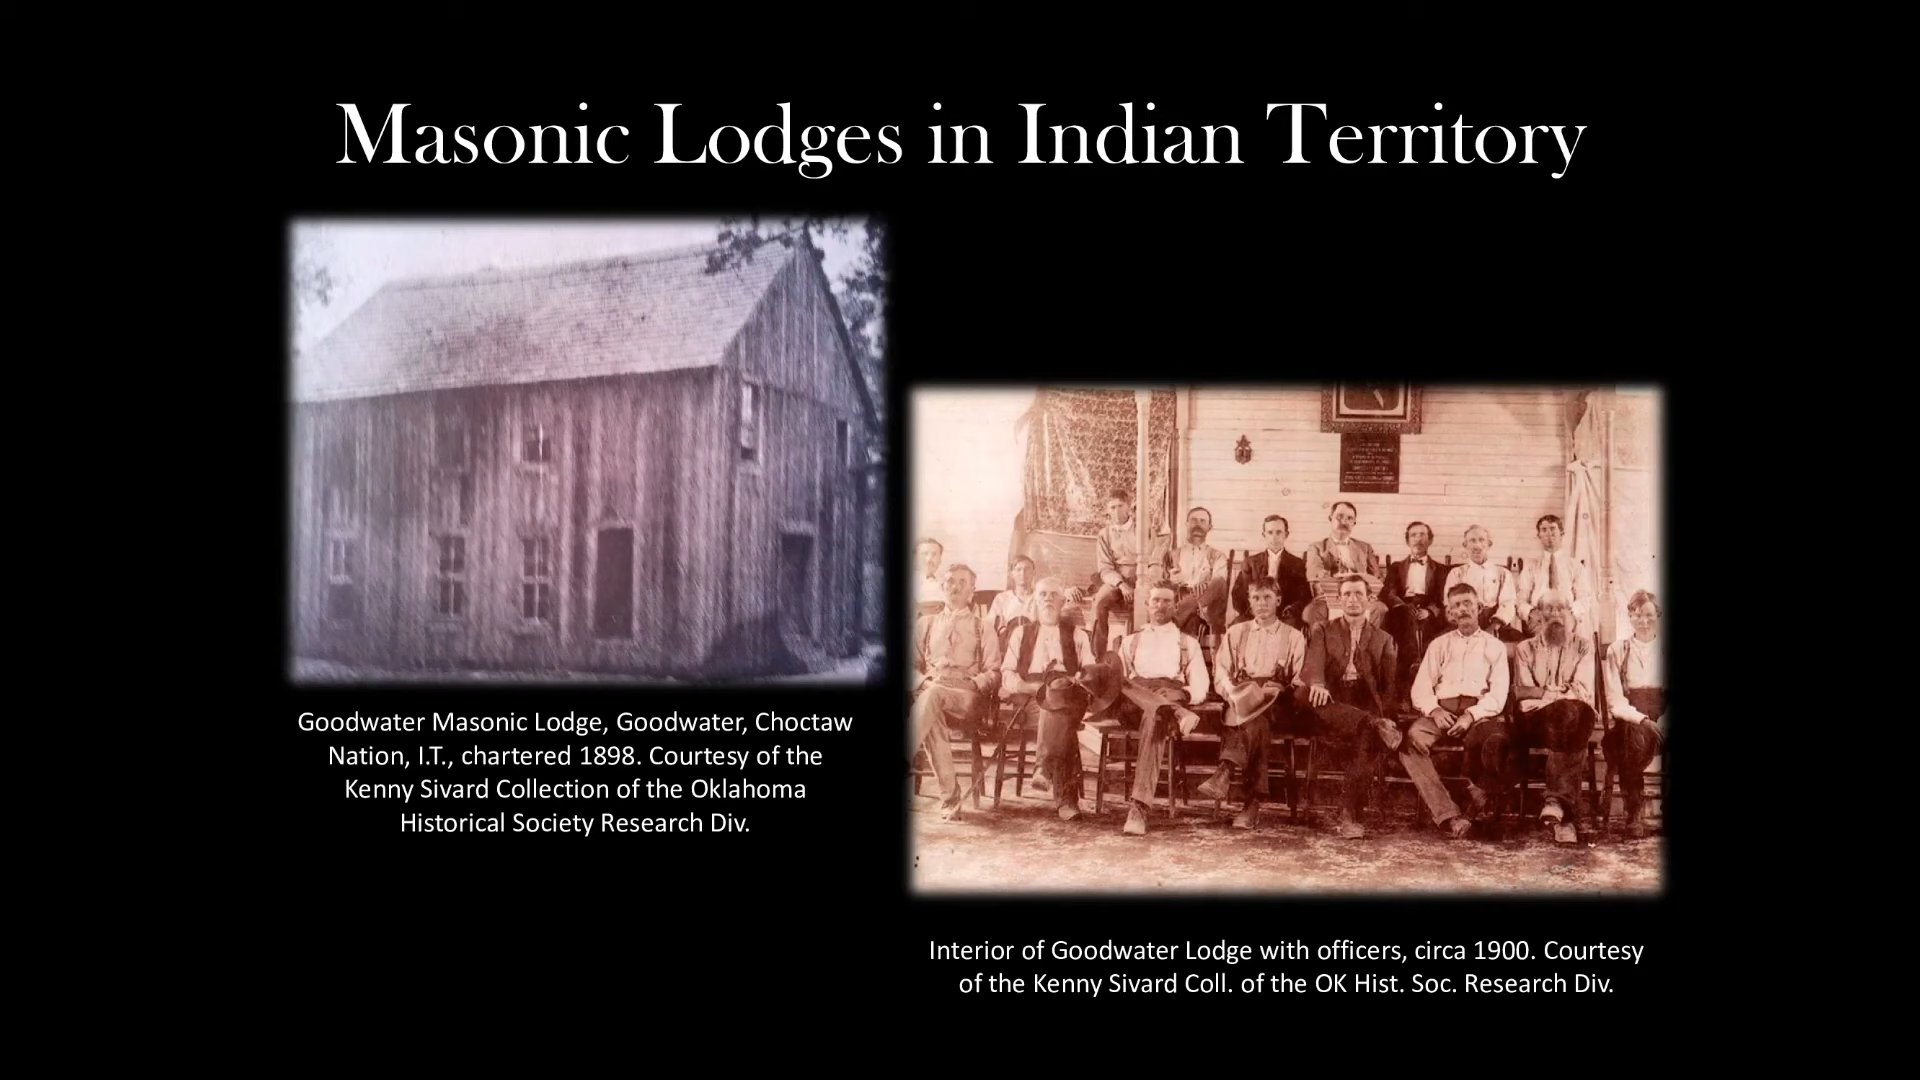 Masonic Lodges in Indian Territory
Goodwater Masonic Lodge, Goodwater, Choctaw
Nation, I.T., chartered 1898. Courtesy of the
Kenny Sivard Collection of the Oklahoma
Historical Society Research Div.
Interior of Goodwater Lodge with officers, circa 1900. Courtesy
of the Kenny Sivard Coll. of the OK Hist. Soc. Research Div.